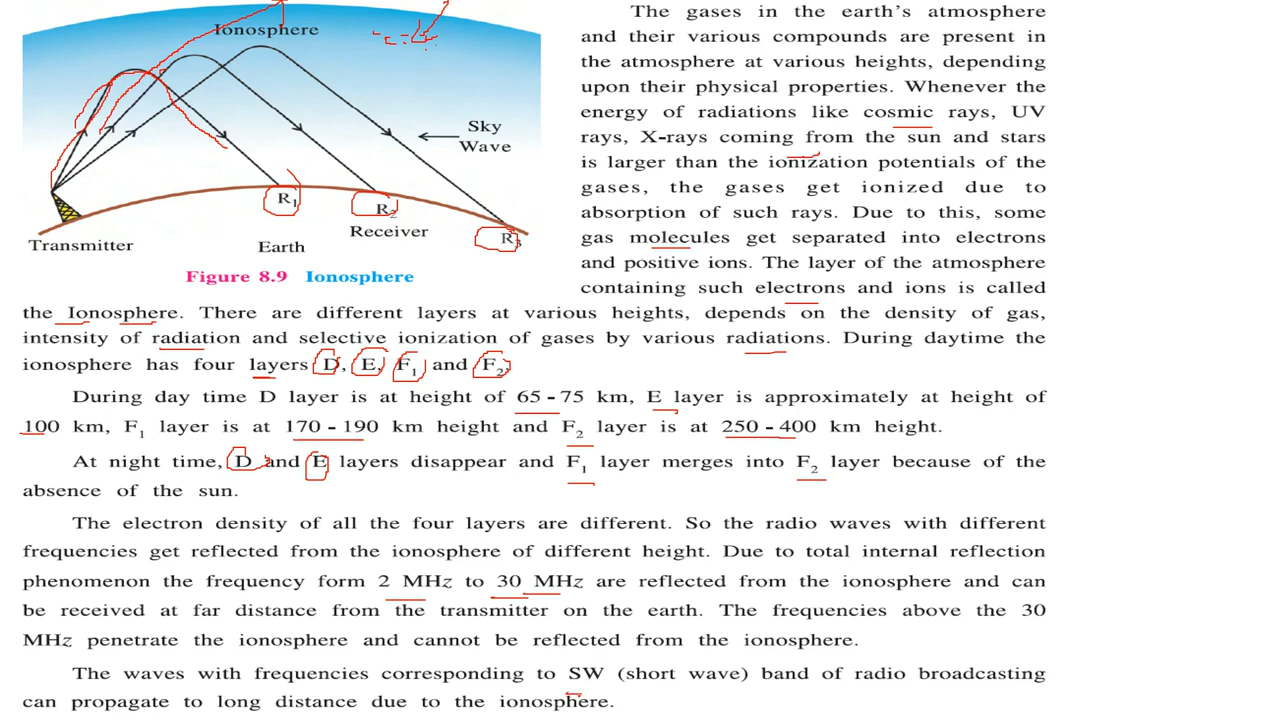 Ionosphere
Sky
Wave
R1
R2
R3
Transmitter
Earth
Receiver
Figure 8.9 Ionosphere
The gases in the earth's atmosphere
and their various compounds are present in
the atmosphere at various heights, depending
upon their physical properties. Whenever the
energy of radiations like cosmic rays, UV
rays, X-rays coming from the sun and stars
is larger than the ionization potentials of the
gases, the gases get ionized due to
absorption of such rays. Due to this, some
gas molecules get separated into electrons
and positive ions. The layer of the atmosphere
containing such electrons and ions is called
the Ionosphere. There are different layers at various heights, depends on the density of gas,
intensity of radiation and selective ionization of gases by various radiations. During daytime the
ionosphere has four layers D, E, F1 and F2.
During day time D layer is at height of 65 - 75 km, E layer is approximately at height of
100 km, F1 layer is at 170 - 190 km height and F2 layer is at 250 - 400 km height.
At night time, D and E layers disappear and F1 layer merges into F2 layer because of the
absence of the sun.
The electron density of all the four layers are different. So the radio waves with different
frequencies get reflected from the ionosphere of different height. Due to total internal reflection
phenomenon the frequency form 2 MHz to 30 MHz are reflected from the ionosphere and can
be received at far distance from the transmitter on the earth. The frequencies above the 30
MHz penetrate the ionosphere and cannot be reflected from the ionosphere.
The waves with frequencies corresponding to SW (short wave) band of radio broadcasting
can propagate to long distance due to the ionosphere.